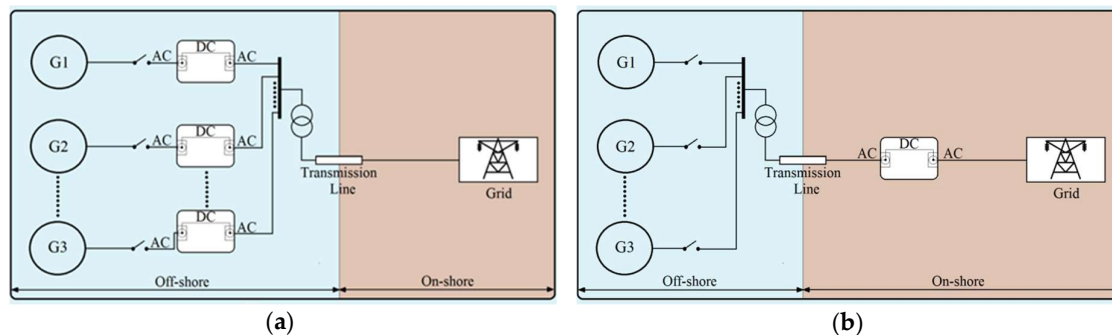 G1
AC
DC
AC
G2
AC
DC
AC
G3
AC
DC
AC
Transmission
Line
Grid
Off-shore
On-shore
(a)
G1
G2
G3
Transmission
Line
AC
DC
AC
Grid
Off-shore
On-shore
(b)